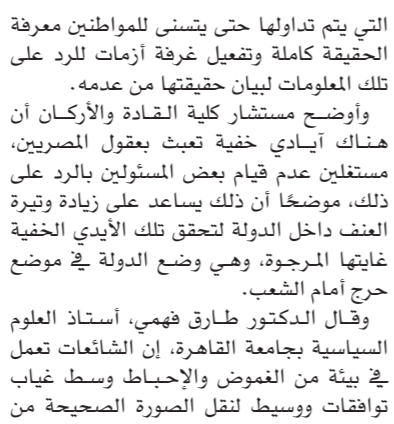 التي يتم تداولها حتى يتسنى للمواطنين معرفة
الحقيقة كاملة وتفعيل غرفة أزمات للرد على
تلك المعلومات لبيان حقيقتها من عدمه.
وأوضح مستشار كلية القادة والأركان أن
هناك آيادي خفية تعبث بعقول المصريين،
مستغلين عدم قيام بعض المسئولين بالرد على
ذلك، موضحًا أن ذلك يساعد على زيادة وتيرة
العنف داخل الدولة لتحقق تلك الأيدي الخفية
غايتها المرجوة، وهي وضع الدولة في موضع
حرج أمام الشعب.
وقال الدكتور طارق فهمي، أستاذ العلوم
السياسية بجامعة القاهرة، إن الشائعات تعمل
في بيئة من الغموض والإحباط وسط غياب
توافقات ووسيط لنقل الصورة الصحيحة من